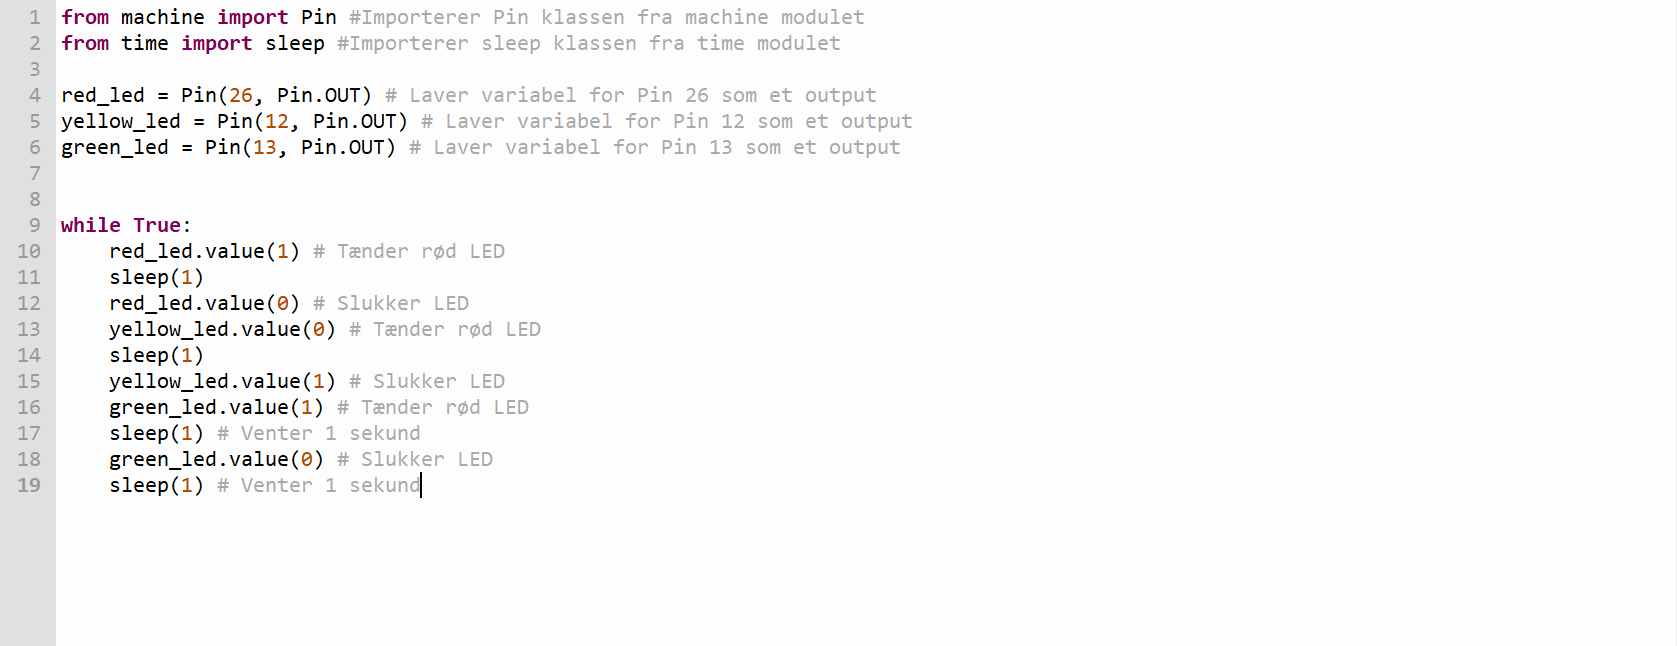 1 from machine import Pin #Importerer Pin klassen fra machine modulet
2 from time import sleep #Importerer sleep klassen fra time modulet
3
4 red_led = Pin(26, Pin.OUT) # Laver variabel for Pin 26 som et output
5 yellow_led = Pin(12, Pin.OUT) # Laver variabel for Pin 12 som et output
6 green_led = Pin(13, Pin.OUT) # Laver variabel for Pin 13 som et output
7
8
9 while True:
10     red_led.value(1) # Tænder rød LED
11     sleep(1)
12     red_led.value(0) # Slukker LED
13     yellow_led.value(0) # Tænder rød LED
14     sleep(1)
15     yellow_led.value(1) # Slukker LED
16     green_led.value(1) # Tænder rød LED
17     sleep(1) # Venter 1 sekund
18     green_led.value(0) # Slukker LED
19     sleep(1) # Venter 1 sekund